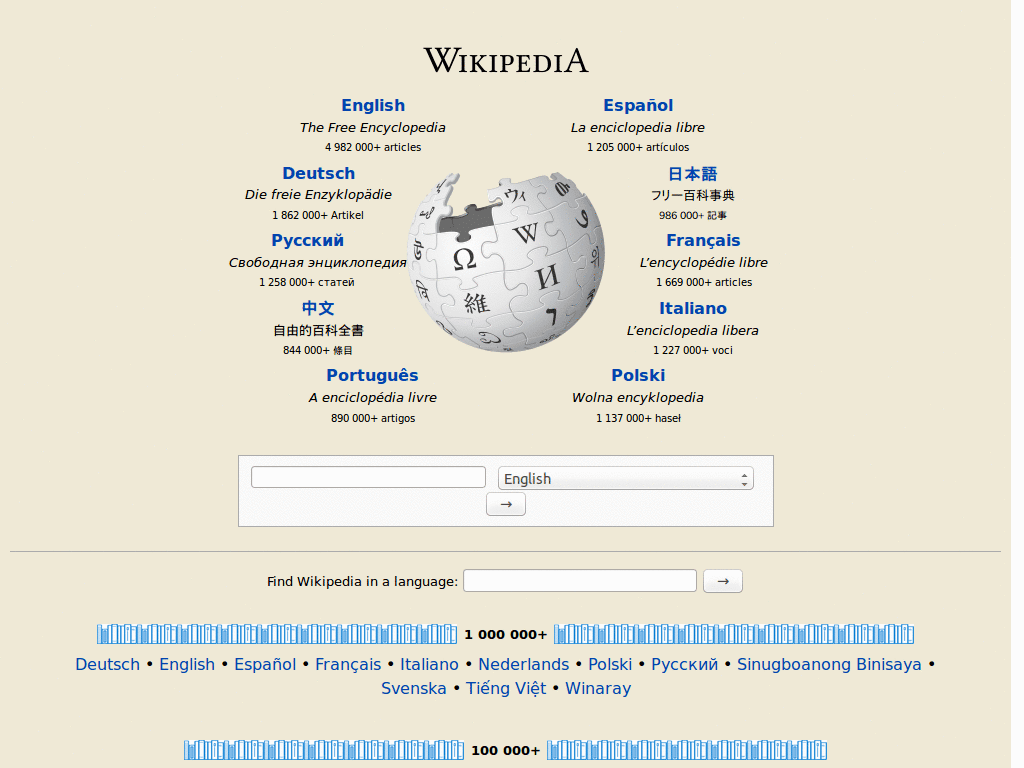 WIKIPEDIA
English
The Free Encyclopedia
4 982 000+ articles
Español
La enciclopedia libre
1 205 000+ artículos
Deutsch
Die freie Enzyklopädie
1 862 000+ Artikel
日本語
フリー百科事典
986 000+ 記事
Русский
Свободная энциклопедия
1 258 000+ статей
Français
L’encyclopédie libre
1 669 000+ articles
中文
自由的百科全書
844 000+ 條目
Italiano
L’enciclopedia libera
1 227 000+ voci
Português
A enciclopédia livre
890 000+ artigos
Polski
Wolna encyklopedia
1 137 000+ haseł
ウィ
W
Ω
И
維
English
→
Find Wikipedia in a language: →
1 000 000+
Deutsch • English • Español • Français • Italiano • Nederlands • Polski • Русский • Sinugboanong Binisaya •
Svenska • Tiếng Việt • Winaray
100 000+